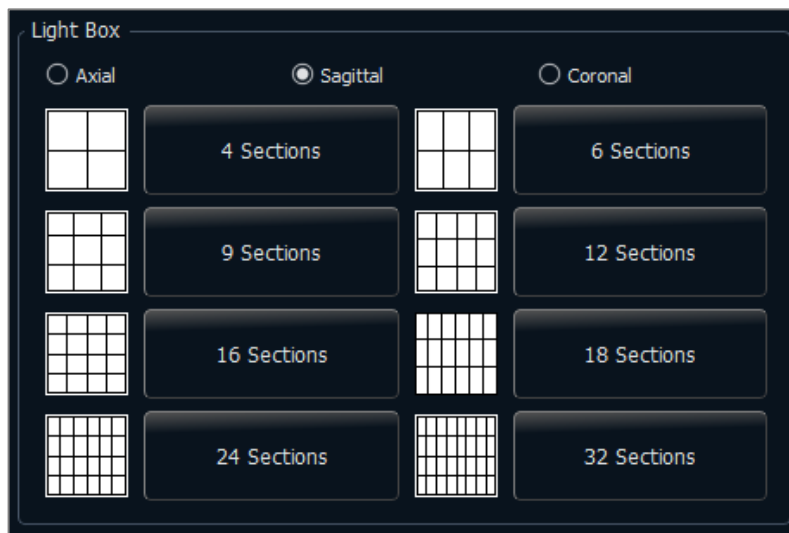 Light Box
Axial Sagittal Coronal
4 Sections 6 Sections
9 Sections 12 Sections
16 Sections 18 Sections
24 Sections 32 Sections